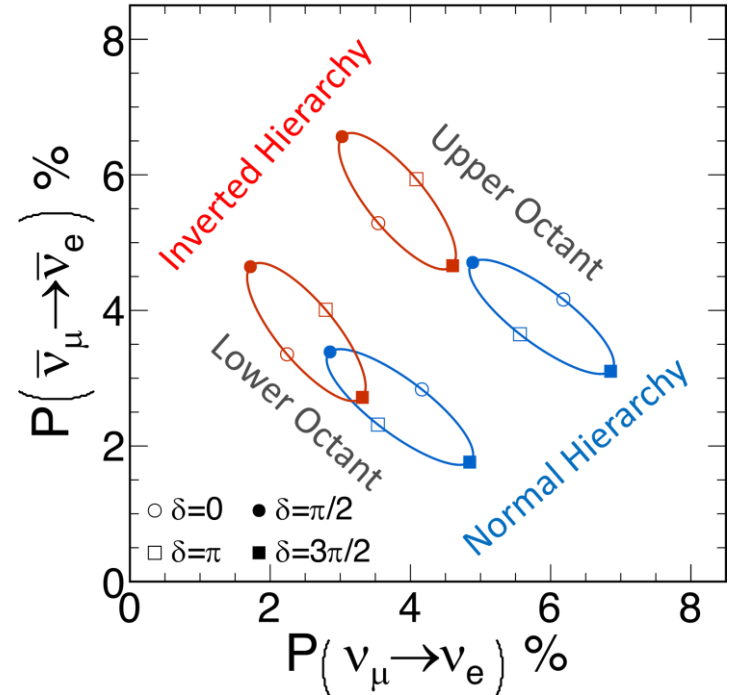 8
6
4
2
0
P(ν̄μ→ν̄e) %
Inverted Hierarchy
Upper Octant
Lower Octant
Normal Hierarchy
○ δ=0 ● δ=π/2
□ δ=π ■ δ=3π/2
0 2 4 6 8
P(νμ→νe) %